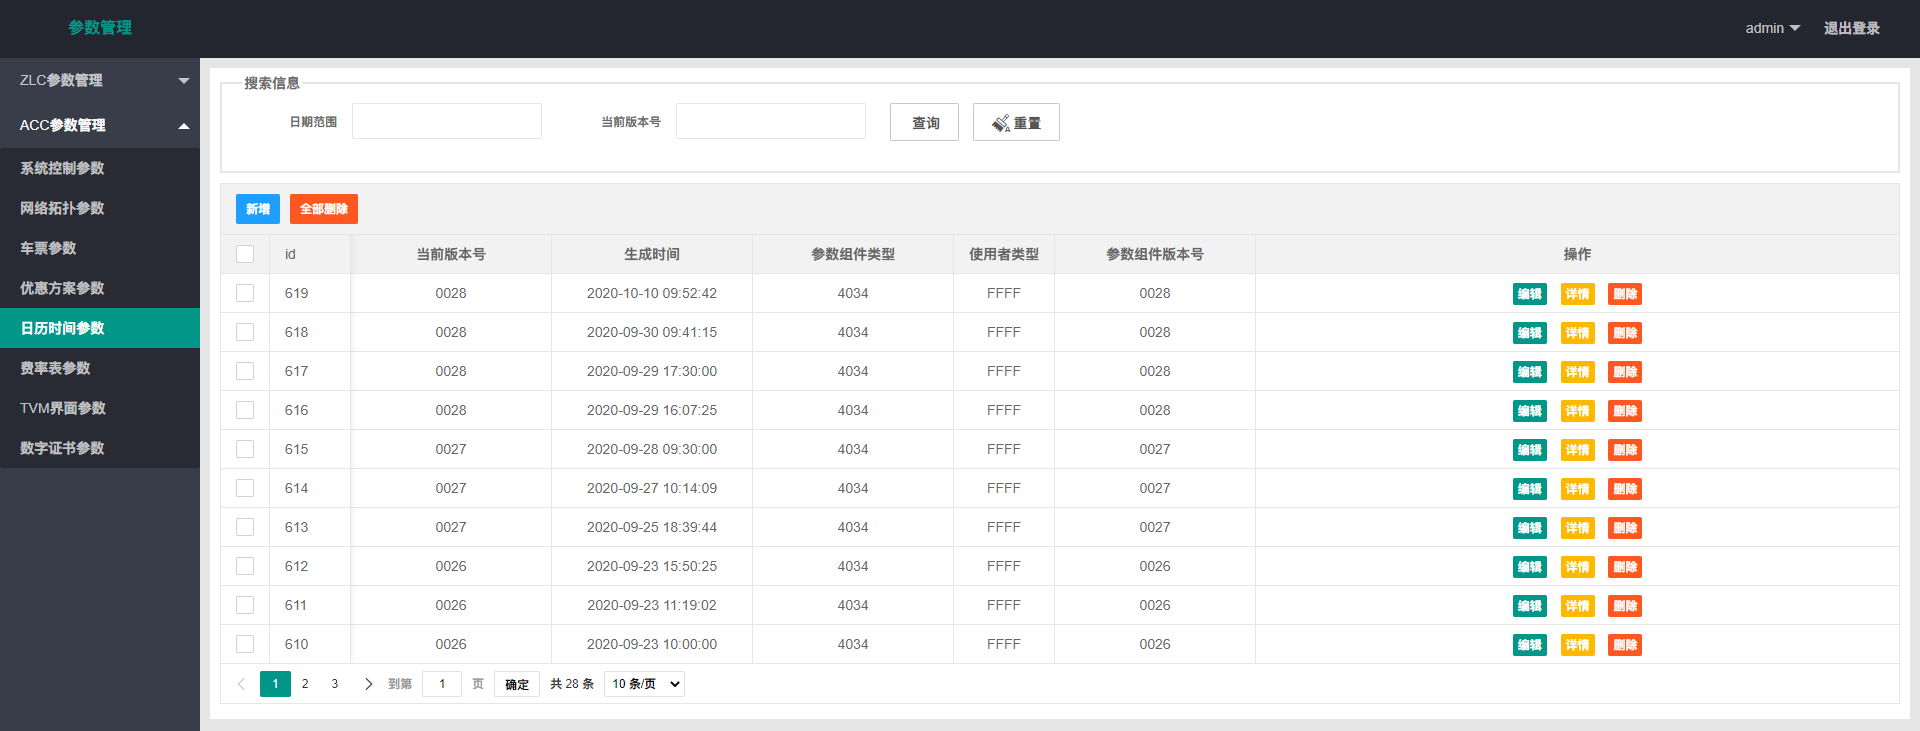 参数管理
admin 退出登录
ZLC参数管理
ACC参数管理
系统控制参数
网络拓扑参数
车票参数
优惠方案参数
日历时间参数
费率表参数
TVM界面参数
数字证书参数
搜索信息
日期范围 当前版本号 查询 重置
新增 全部删除
id 当前版本号 生成时间 参数组件类型 使用者类型 参数组件版本号 操作
619 0028 2020-10-10 09:52:42 4034 FFFF 0028 编辑 详情 删除
618 0028 2020-09-30 09:41:15 4034 FFFF 0028 编辑 详情 删除
617 0028 2020-09-29 17:30:00 4034 FFFF 0028 编辑 详情 删除
616 0028 2020-09-29 16:07:25 4034 FFFF 0028 编辑 详情 删除
615 0027 2020-09-28 09:30:00 4034 FFFF 0027 编辑 详情 删除
614 0027 2020-09-27 10:14:09 4034 FFFF 0027 编辑 详情 删除
613 0027 2020-09-25 18:39:44 4034 FFFF 0027 编辑 详情 删除
612 0026 2020-09-23 15:50:25 4034 FFFF 0026 编辑 详情 删除
611 0026 2020-09-23 11:19:02 4034 FFFF 0026 编辑 详情 删除
610 0026 2020-09-23 10:00:00 4034 FFFF 0026 编辑 详情 删除
1 2 3 到第 1 页 确定 共 28 条 10 条/页